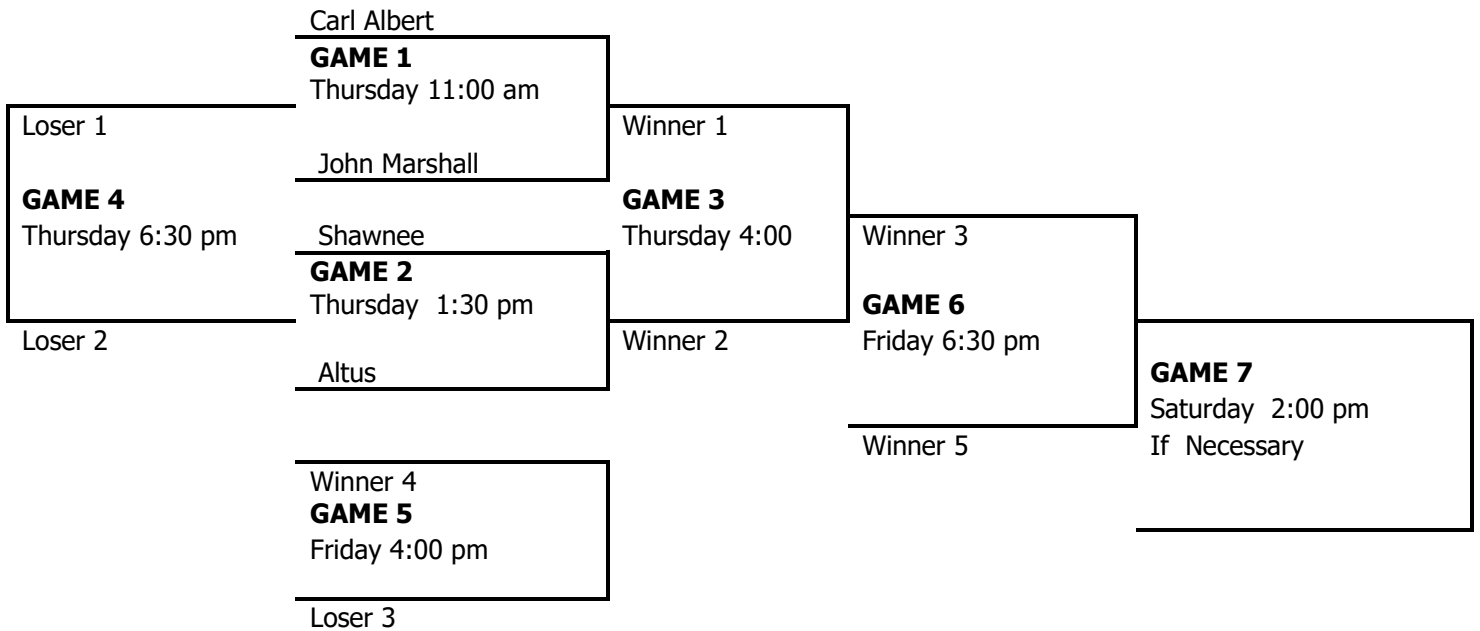 Carl Albert
GAME 1
Thursday 11:00 am
Loser 1
Winner 1
John Marshall
GAME 4
GAME 3
Thursday 6:30 pm
Shawnee
Thursday 4:00
Winner 3
GAME 2
Thursday 1:30 pm
GAME 6
Loser 2
Winner 2
Friday 6:30 pm
Altus
GAME 7
Saturday 2:00 pm
Winner 5
If Necessary
Winner 4
GAME 5
Friday 4:00 pm
Loser 3